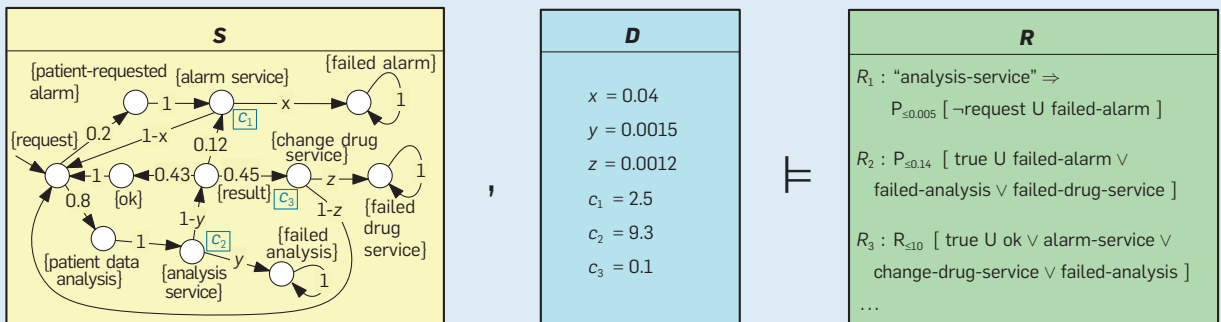 S
{patient-requested
alarm}
{alarm service}
{failed alarm}
1
x
1
c₁
0.2
1-x
{request}
0.12
{change drug
service}
1
0.43
0.45
z
1
{ok}
{result}
c₃
0.8
1-y
1-z
{failed
drug
service}
1
c₂
{failed
analysis}
y
1
{patient data
analysis}
{analysis
service}
,
D
x = 0.04
y = 0.0015
z = 0.0012
c₁ = 2.5
c₂ = 9.3
c₃ = 0.1
⊨
R
R₁ : “analysis-service” ⇒
P≤0.005 [ ¬request U failed-alarm ]
R₂ : P≤0.14 [ true U failed-alarm ∨
failed-analysis ∨ failed-drug-service ]
R₃ : R≤10 [ true U ok ∨ alarm-service ∨
change-drug-service ∨ failed-analysis ]
...